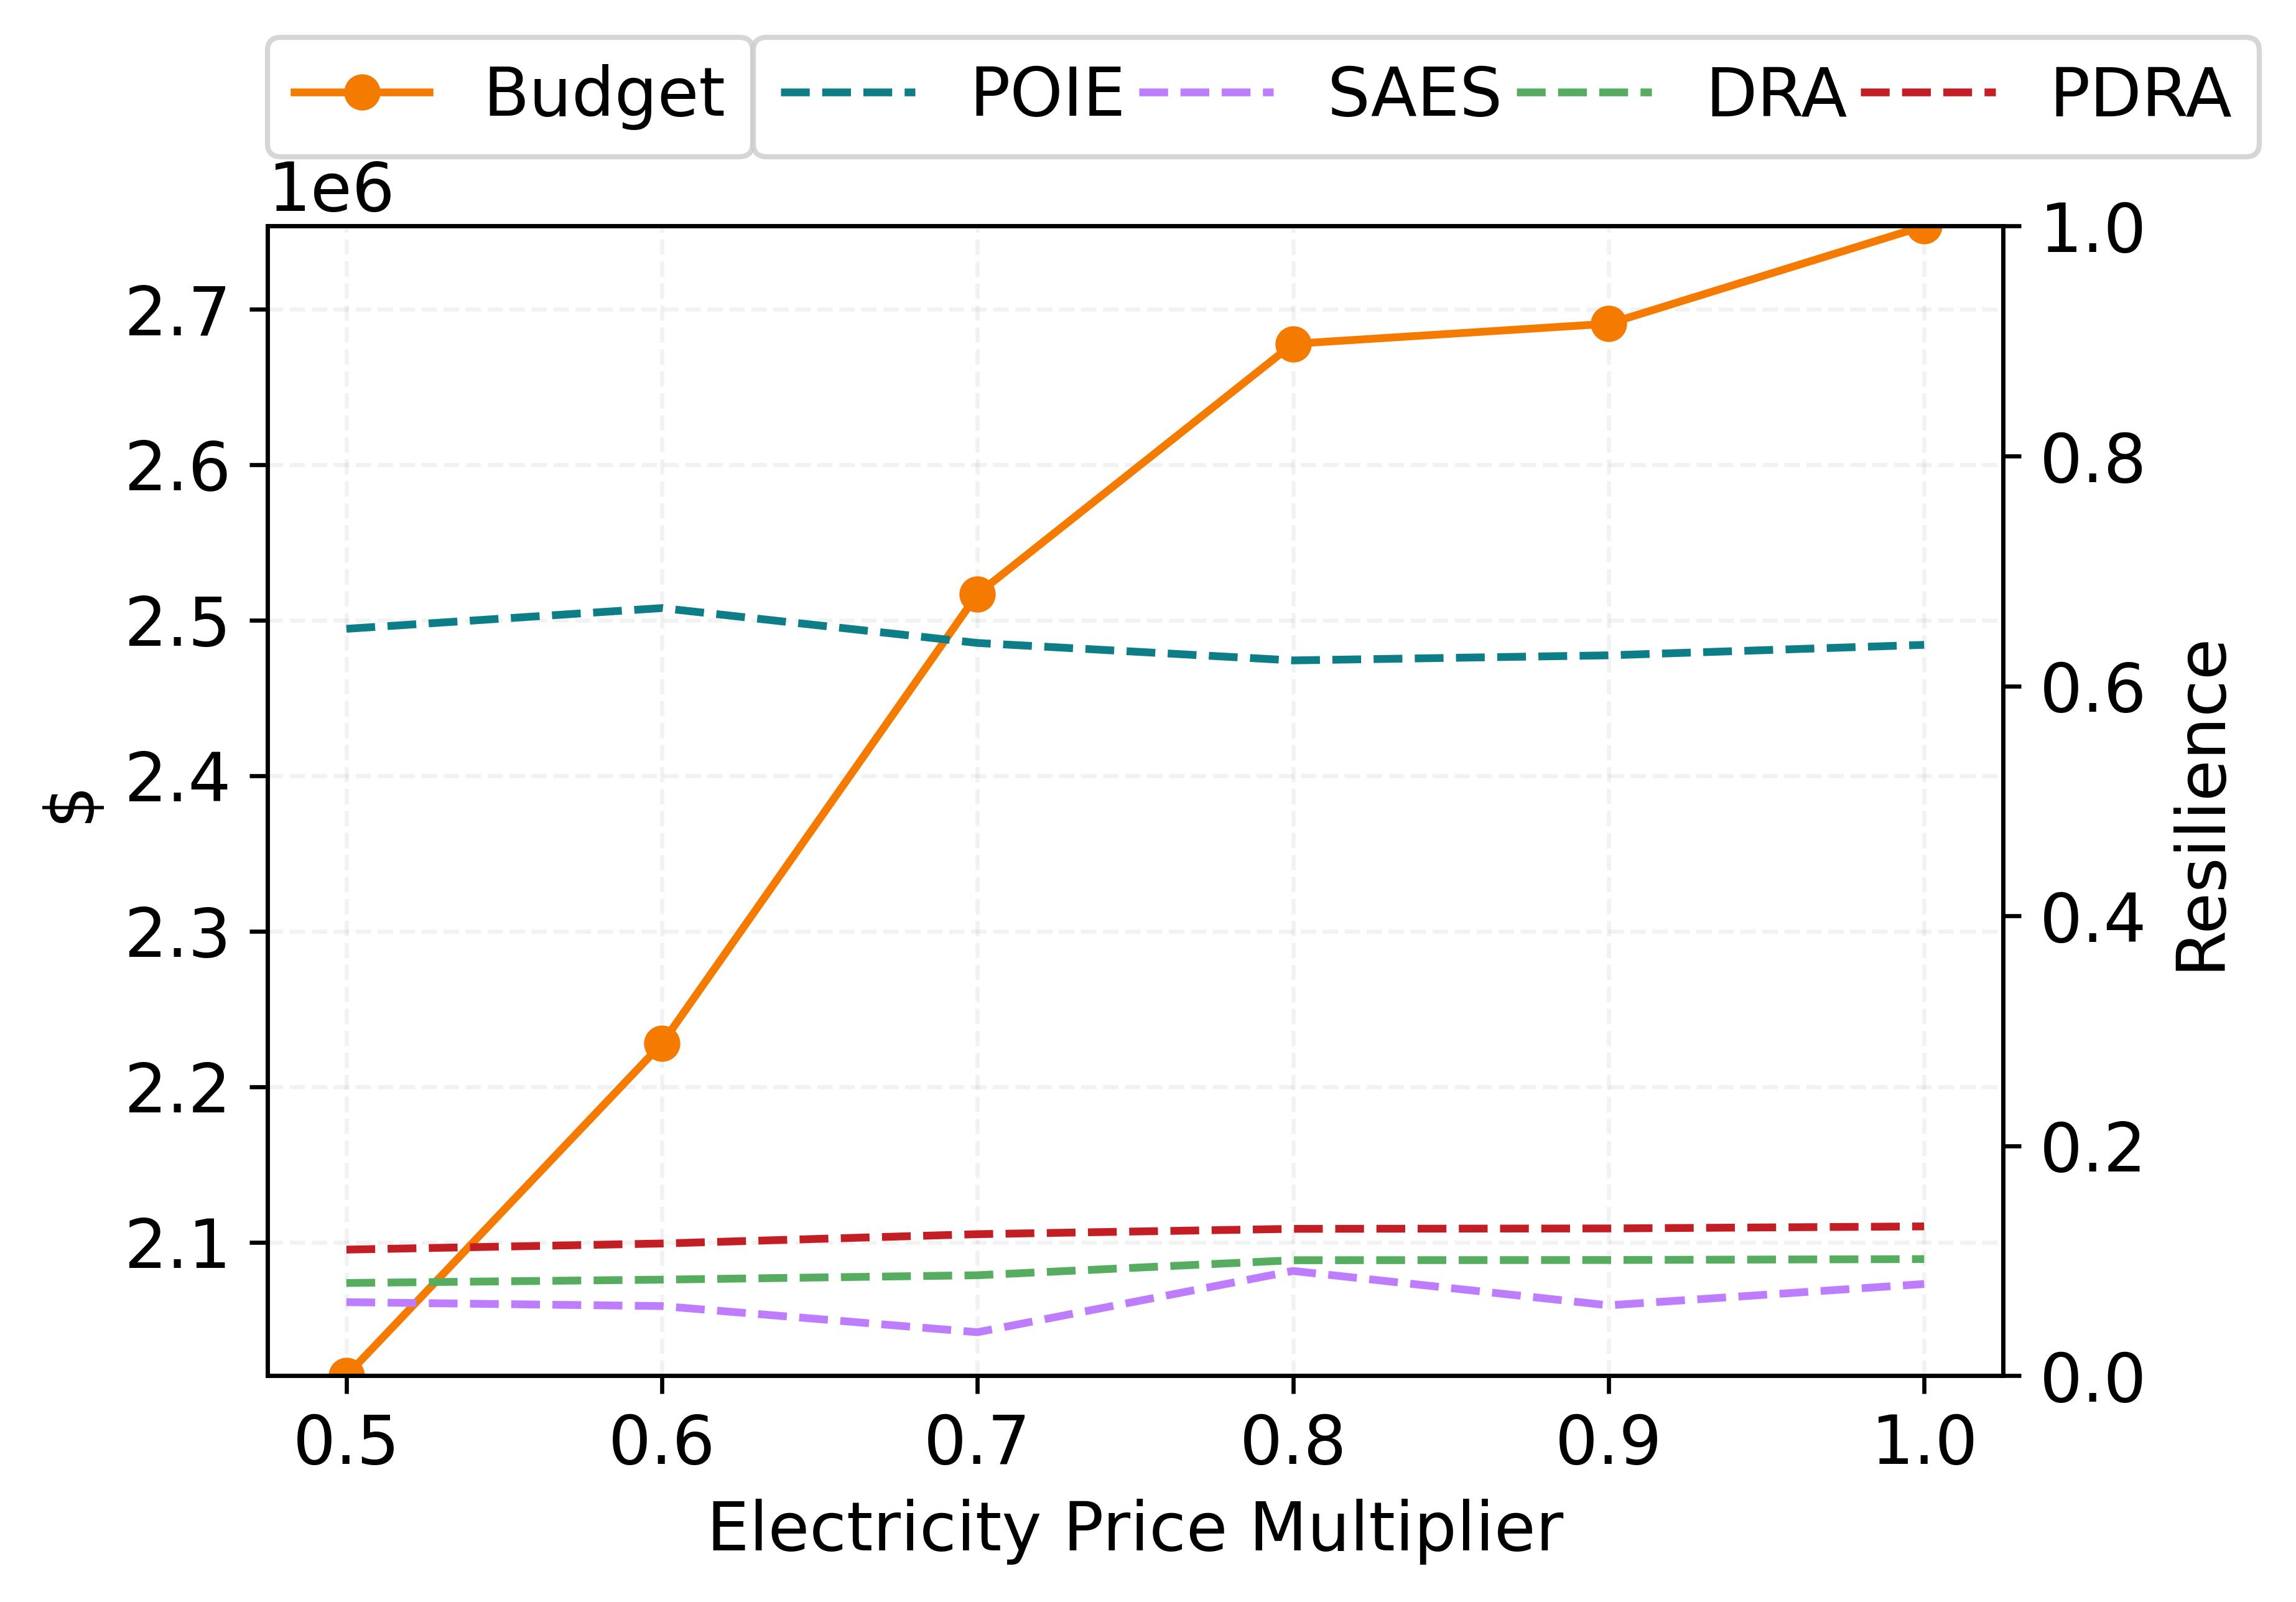 Budget POIE SAES DRA PDRA
1e6
2.7
2.6
2.5
2.4
2.3
2.2
2.1
$
1.0
0.8
0.6
0.4
0.2
0.0
Resilience
0.5 0.6 0.7 0.8 0.9 1.0
Electricity Price Multiplier